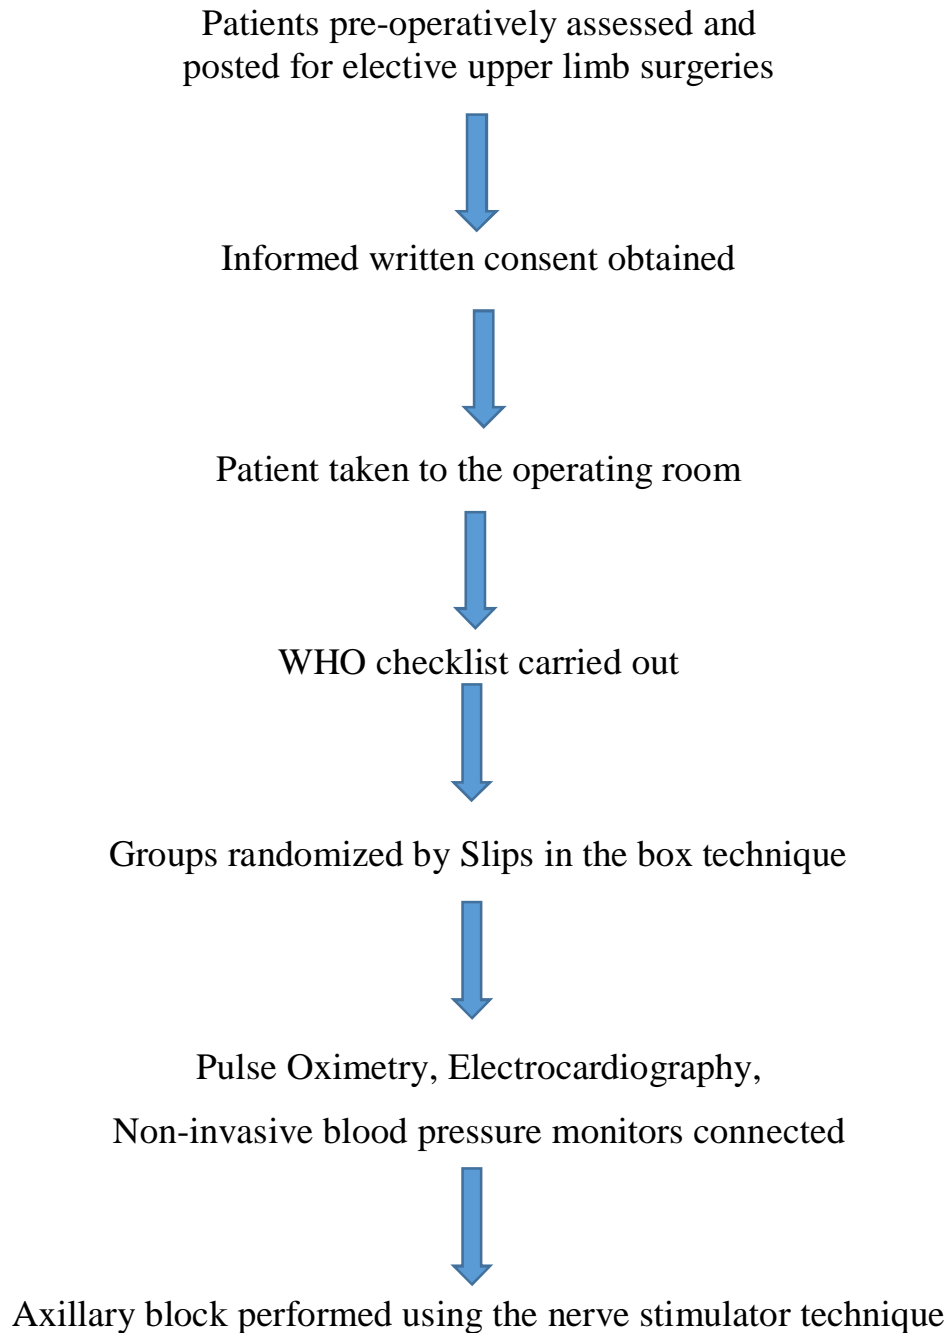 Patients pre-operatively assessed and
posted for elective upper limb surgeries
Informed written consent obtained
Patient taken to the operating room
WHO checklist carried out
Groups randomized by Slips in the box technique
Pulse Oximetry, Electrocardiography,
Non-invasive blood pressure monitors connected
Axillary block performed using the nerve stimulator technique